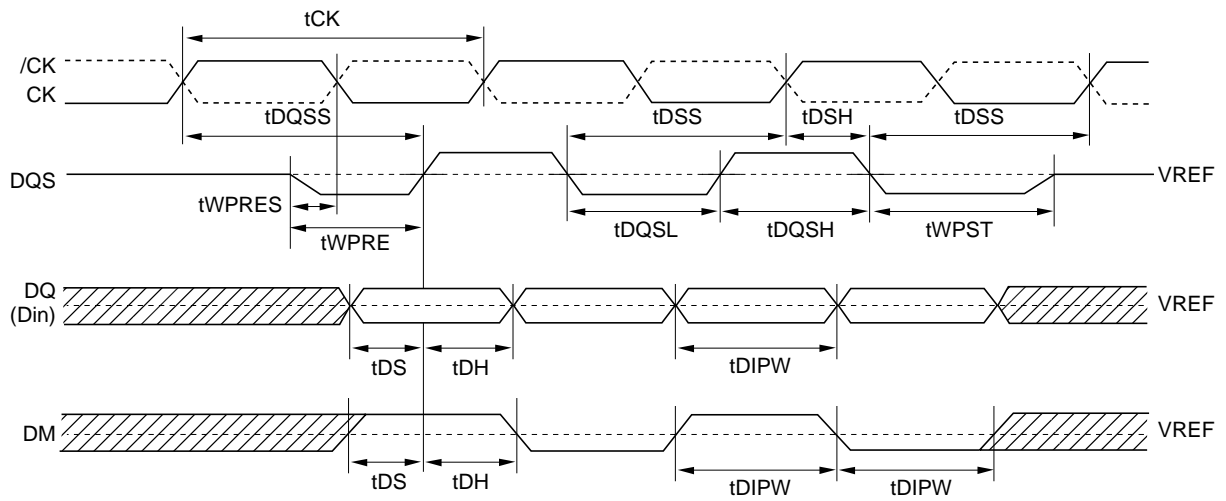 tCK
/CK
CK
tDQSS
tDSS
tDSH
tDSS
DQS
VREF
tWPRES
tDQSL
tDQSH
tWPST
tWPRE
DQ
(Din)
VREF
tDS
tDH
tDIPW
DM
VREF
tDS
tDH
tDIPW
tDIPW